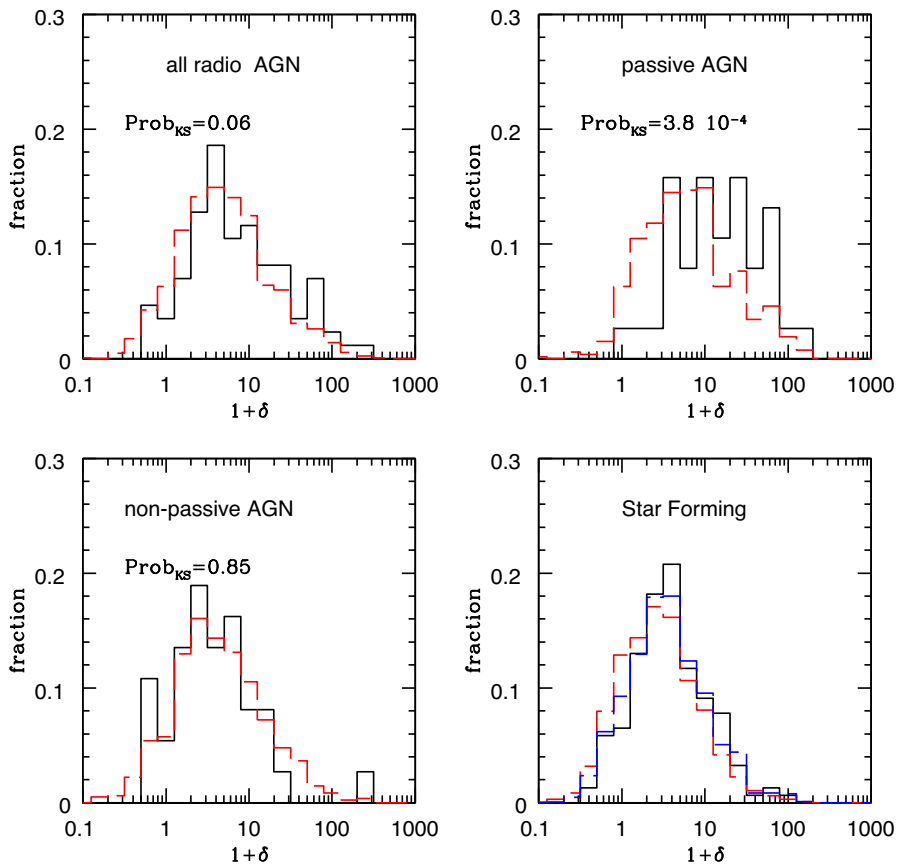 0.3
all radio AGN
Prob_KS=0.06
0.2
fraction
0.1
0
0.1 1 10 100 1000
1+δ
0.3
passive AGN
Prob_KS=3.8 10⁻⁴
0.2
fraction
0.1
0
0.1 1 10 100 1000
1+δ
0.3
non-passive AGN
Prob_KS=0.85
0.2
fraction
0.1
0
0.1 1 10 100 1000
1+δ
0.3
Star Forming
0.2
fraction
0.1
0
0.1 1 10 100 1000
1+δ